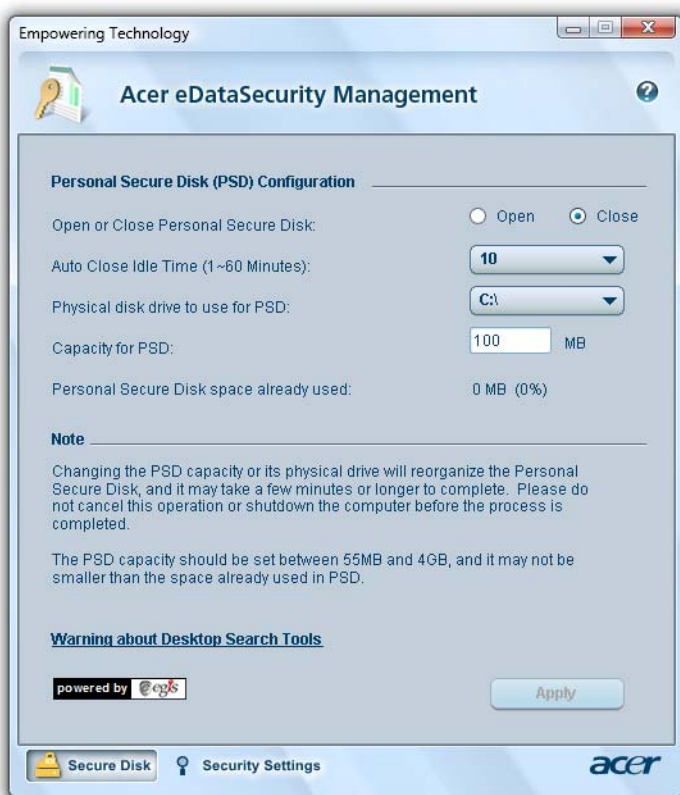 Empowering Technology
Acer eDataSecurity Management
Personal Secure Disk (PSD) Configuration
Open or Close Personal Secure Disk: Open Close
Auto Close Idle Time (1~60 Minutes): 10
Physical disk drive to use for PSD: C:\
Capacity for PSD: 100 MB
Personal Secure Disk space already used: 0 MB (0%)
Note
Changing the PSD capacity or its physical drive will reorganize the Personal
Secure Disk, and it may take a few minutes or longer to complete. Please do
not cancel this operation or shutdown the computer before the process is
completed.
The PSD capacity should be set between 55MB and 4GB, and it may not be
smaller than the space already used in PSD.
Warning about Desktop Search Tools
powered by egis
Apply
Secure Disk Security Settings acer